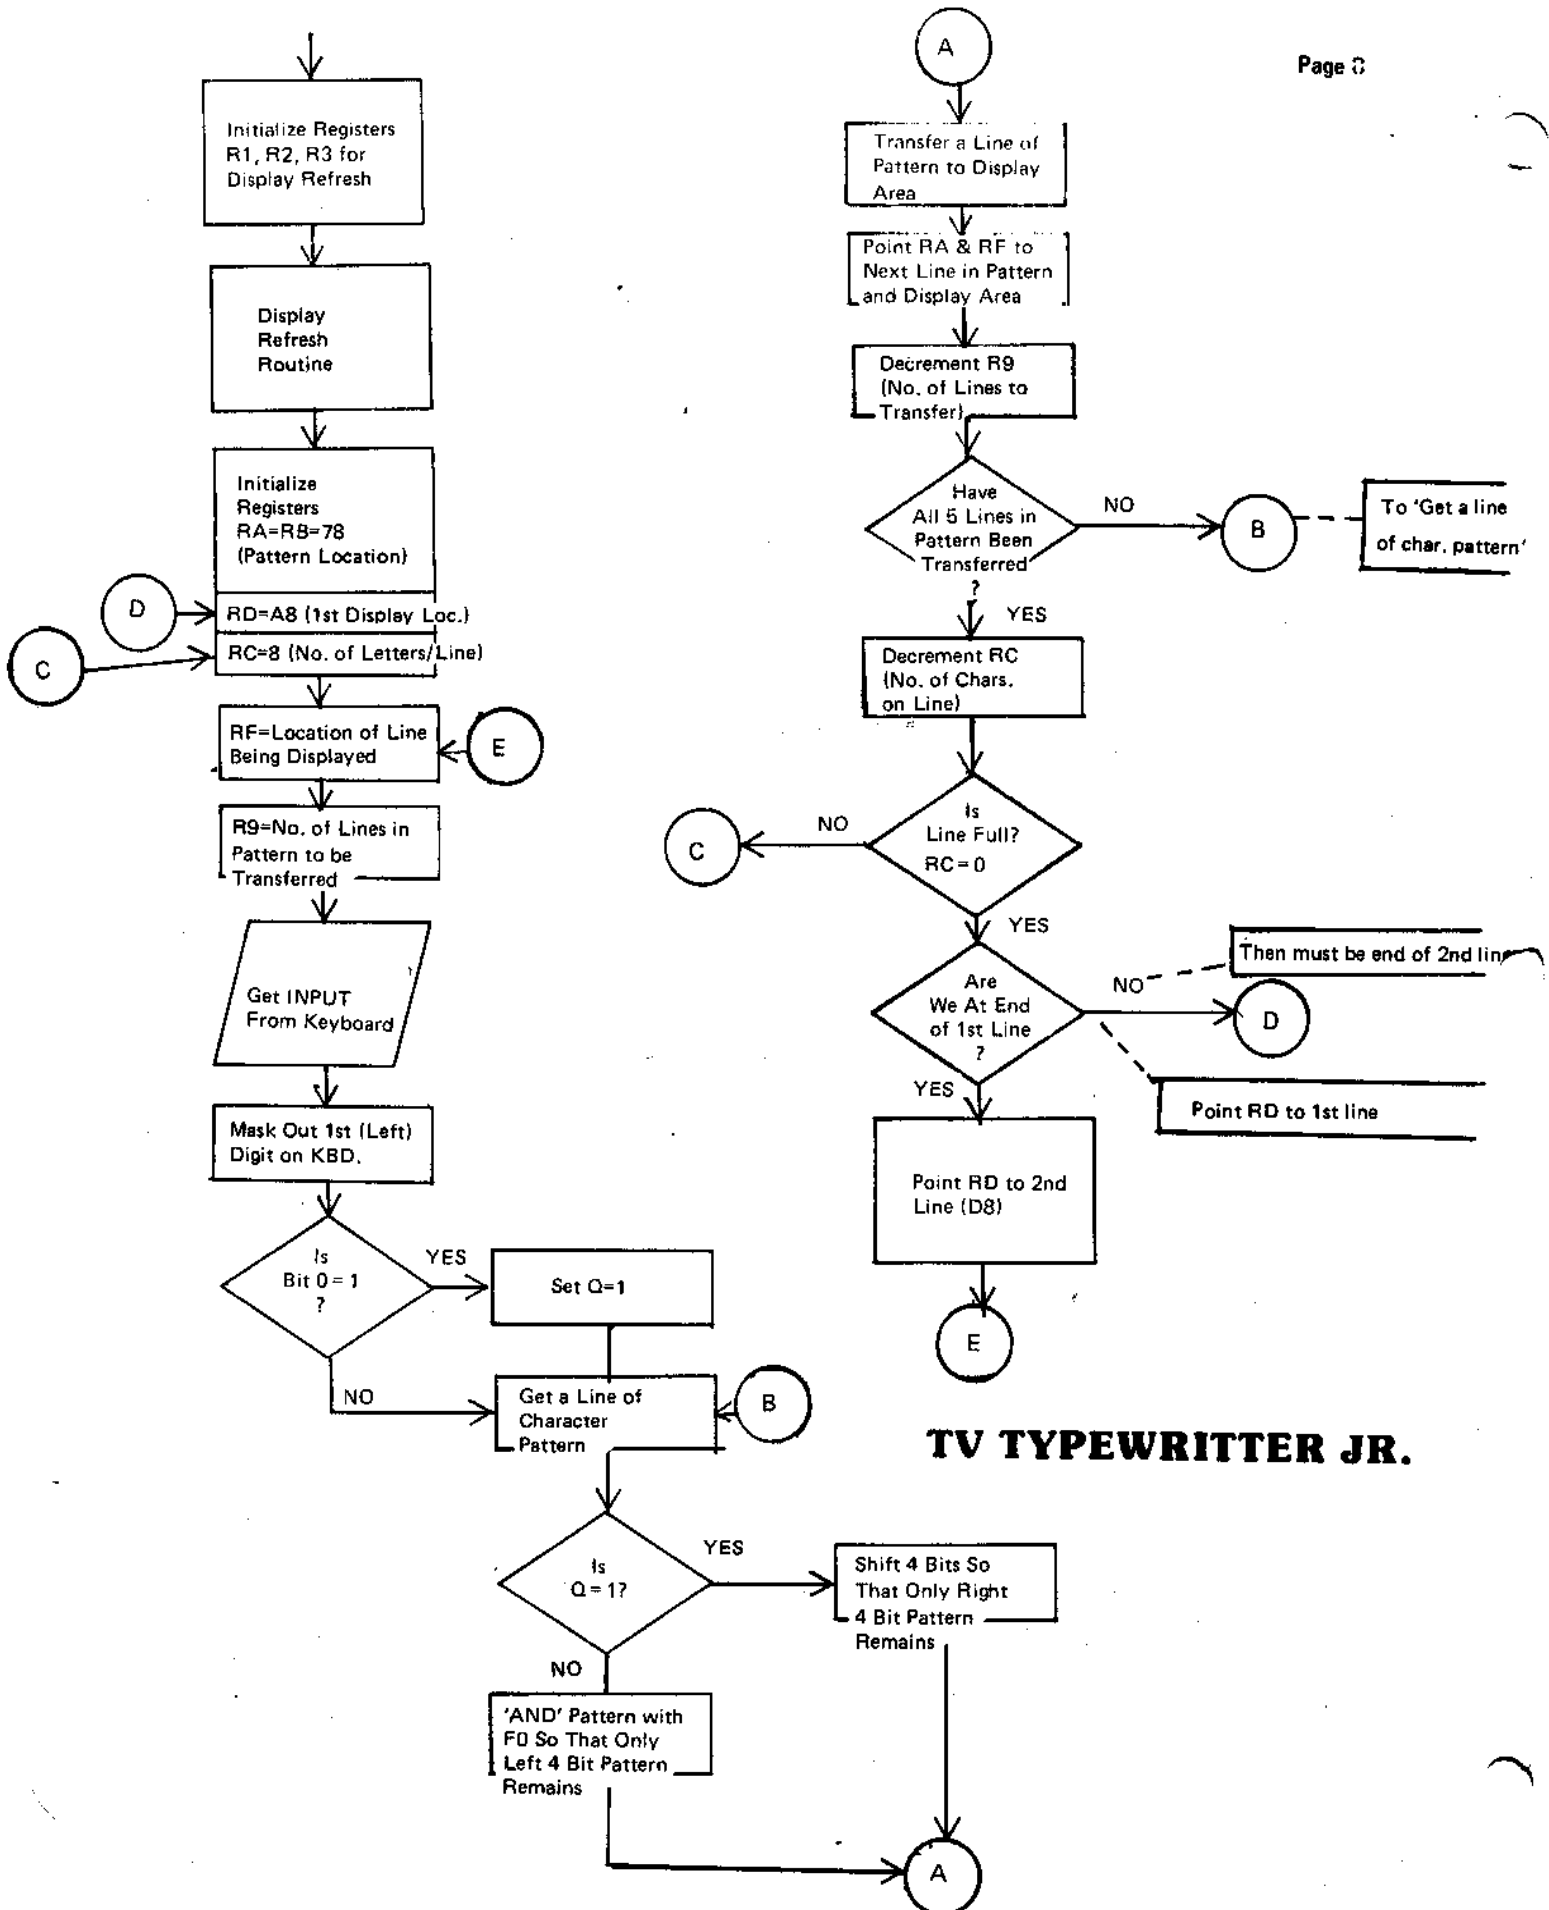 Page 8
Initialize Registers
R1, R2, R3 for
Display Refresh
Display
Refresh
Routine
Initialize
Registers
RA=RB=78
(Pattern Location)
D
RD=A8 (1st Display Loc.)
C
RC=8 (No. of Letters/Line)
RF=Location of Line
Being Displayed
E
R9=No. of Lines in
Pattern to be
Transferred
Get INPUT
From Keyboard
Mask Out 1st (Left)
Digit on KBD.
Is
Bit 0 = 1
?
YES
Set Q=1
NO
Get a Line of
Character
Pattern
B
Is
Q = 1?
YES
Shift 4 Bits So
That Only Right
4 Bit Pattern
Remains
NO
'AND' Pattern with
F0 So That Only
Left 4 Bit Pattern
Remains
A
A
Transfer a Line of
Pattern to Display
Area
Point RA & RF to
Next Line in Pattern
and Display Area
Decrement R9
(No. of Lines to
Transfer)
Have
All 5 Lines in
Pattern Been
Transferred
?
NO
B
To 'Get a line
of char. pattern'
YES
Decrement RC
(No. of Chars.
on Line)
Is
Line Full?
RC = 0
NO
C
YES
Are
We At End
of 1st Line
?
NO
Then must be end of 2nd line
D
Point RD to 1st line
YES
Point RD to 2nd
Line (D8)
E
TV TYPEWRITTER JR.